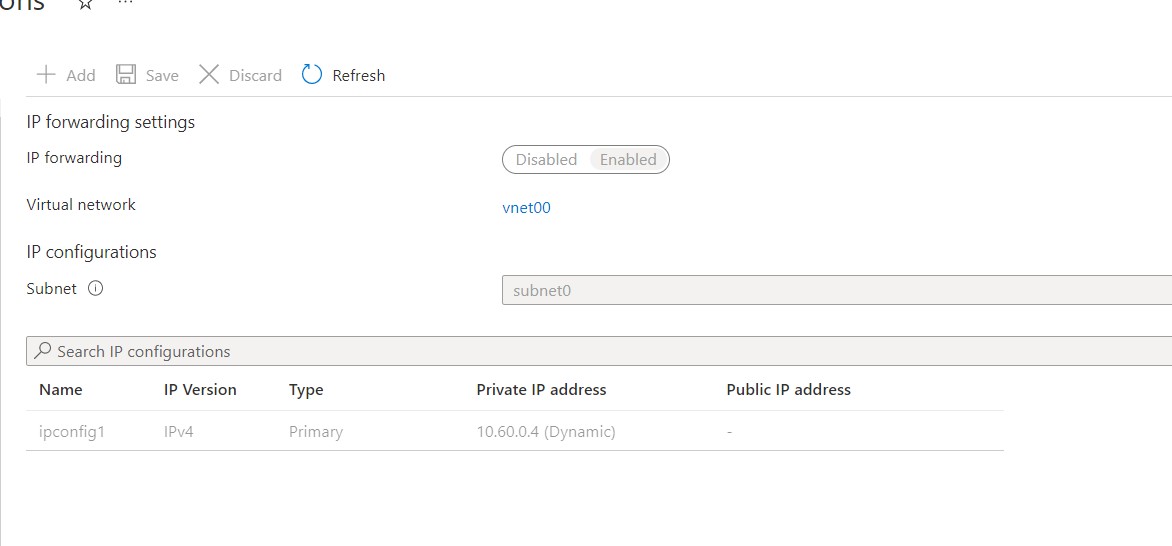 ons ...
Add Save Discard Refresh
IP forwarding settings
IP forwarding Disabled Enabled
Virtual network vnet00
IP configurations
Subnet subnet0
Search IP configurations
Name IP Version Type Private IP address Public IP address
ipconfig1 IPv4 Primary 10.60.0.4 (Dynamic) -